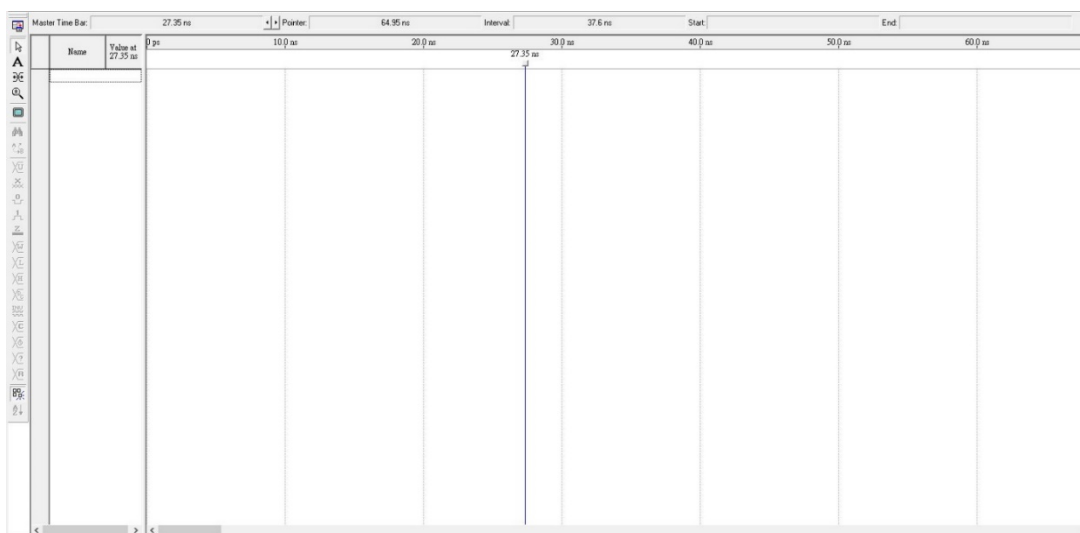 Master Time Bar: 27.35 ns Pointer: 64.95 ns Interval: 37.6 ns Start: End:
Name Value at 27.35 ns
0 ps 10.0 ns 20.0 ns 30.0 ns 40.0 ns 50.0 ns 60.0 ns
27.35 ns
A